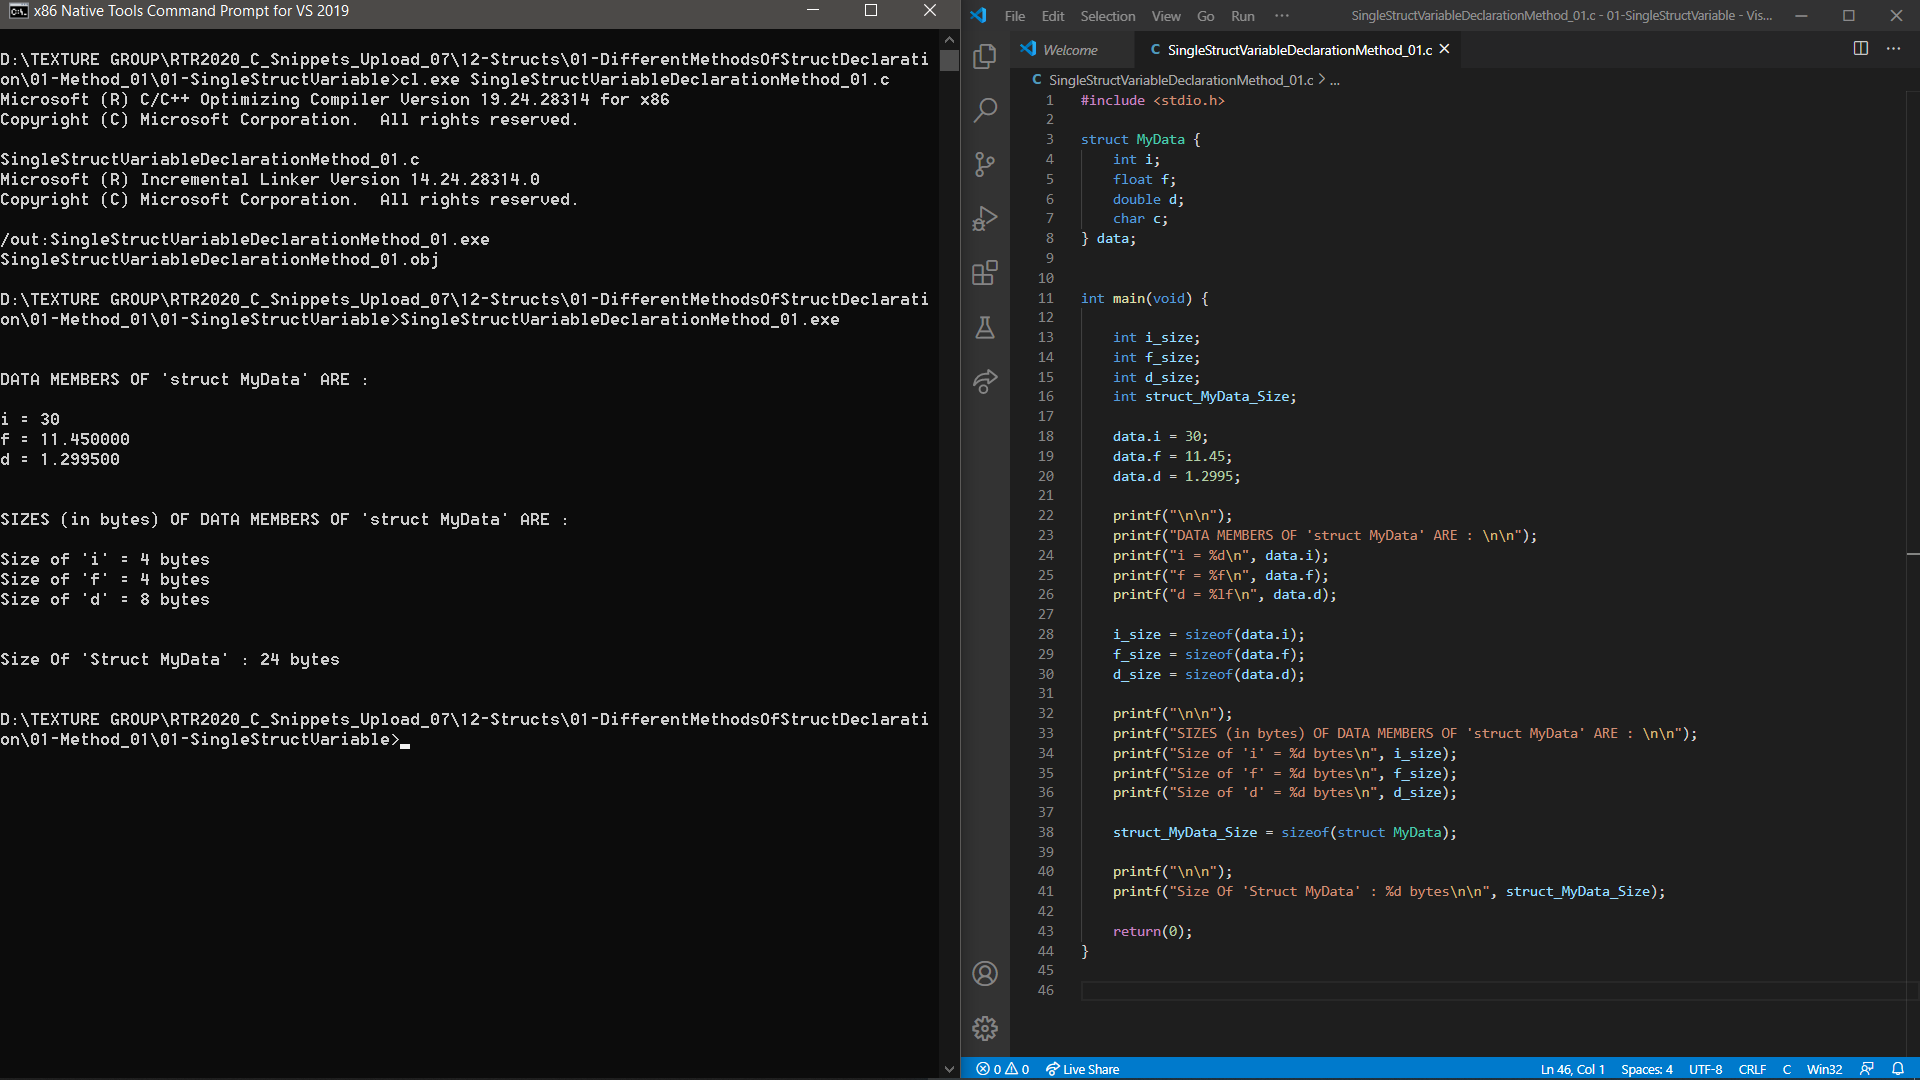 x86 Native Tools Command Prompt for VS 2019
D:\TEXTURE GROUP\RTR2020_C_Snippets_Upload_07\12-Structs\01-DifferentMethodsOfStructDeclarati
on\01-Method_01\01-SingleStructVariable>cl.exe SingleStructVariableDeclarationMethod_01.c
Microsoft (R) C/C++ Optimizing Compiler Version 19.24.28314 for x86
Copyright (C) Microsoft Corporation.  All rights reserved.
SingleStructVariableDeclarationMethod_01.c
Microsoft (R) Incremental Linker Version 14.24.28314.0
Copyright (C) Microsoft Corporation.  All rights reserved.
/out:SingleStructVariableDeclarationMethod_01.exe
SingleStructVariableDeclarationMethod_01.obj
D:\TEXTURE GROUP\RTR2020_C_Snippets_Upload_07\12-Structs\01-DifferentMethodsOfStructDeclarati
on\01-Method_01\01-SingleStructVariable>SingleStructVariableDeclarationMethod_01.exe
DATA MEMBERS OF 'struct MyData' ARE :
i = 30
f = 11.450000
d = 1.299500
SIZES (in bytes) OF DATA MEMBERS OF 'struct MyData' ARE :
Size of 'i' = 4 bytes
Size of 'f' = 4 bytes
Size of 'd' = 8 bytes
Size Of 'Struct MyData' : 24 bytes
D:\TEXTURE GROUP\RTR2020_C_Snippets_Upload_07\12-Structs\01-DifferentMethodsOfStructDeclarati
on\01-Method_01\01-SingleStructVariable>
File Edit Selection View Go Run ··· SingleStructVariableDeclarationMethod_01.c - 01-SingleStructVariable - Vis...
Welcome C SingleStructVariableDeclarationMethod_01.c
C SingleStructVariableDeclarationMethod_01.c > ...
1 #include <stdio.h>
2
3 struct MyData {
4     int i;
5     float f;
6     double d;
7     char c;
8 } data;
9
10
11 int main(void) {
12
13     int i_size;
14     int f_size;
15     int d_size;
16     int struct_MyData_Size;
17
18     data.i = 30;
19     data.f = 11.45;
20     data.d = 1.2995;
21
22     printf("\n\n");
23     printf("DATA MEMBERS OF 'struct MyData' ARE : \n\n");
24     printf("i = %d\n", data.i);
25     printf("f = %f\n", data.f);
26     printf("d = %lf\n", data.d);
27
28     i_size = sizeof(data.i);
29     f_size = sizeof(data.f);
30     d_size = sizeof(data.d);
31
32     printf("\n\n");
33     printf("SIZES (in bytes) OF DATA MEMBERS OF 'struct MyData' ARE : \n\n");
34     printf("Size of 'i' = %d bytes\n", i_size);
35     printf("Size of 'f' = %d bytes\n", f_size);
36     printf("Size of 'd' = %d bytes\n", d_size);
37
38     struct_MyData_Size = sizeof(struct MyData);
39
40     printf("\n\n");
41     printf("Size Of 'Struct MyData' : %d bytes\n\n", struct_MyData_Size);
42
43     return(0);
44 }
45
46
0 0 Live Share Ln 46, Col 1 Spaces: 4 UTF-8 CRLF C Win32